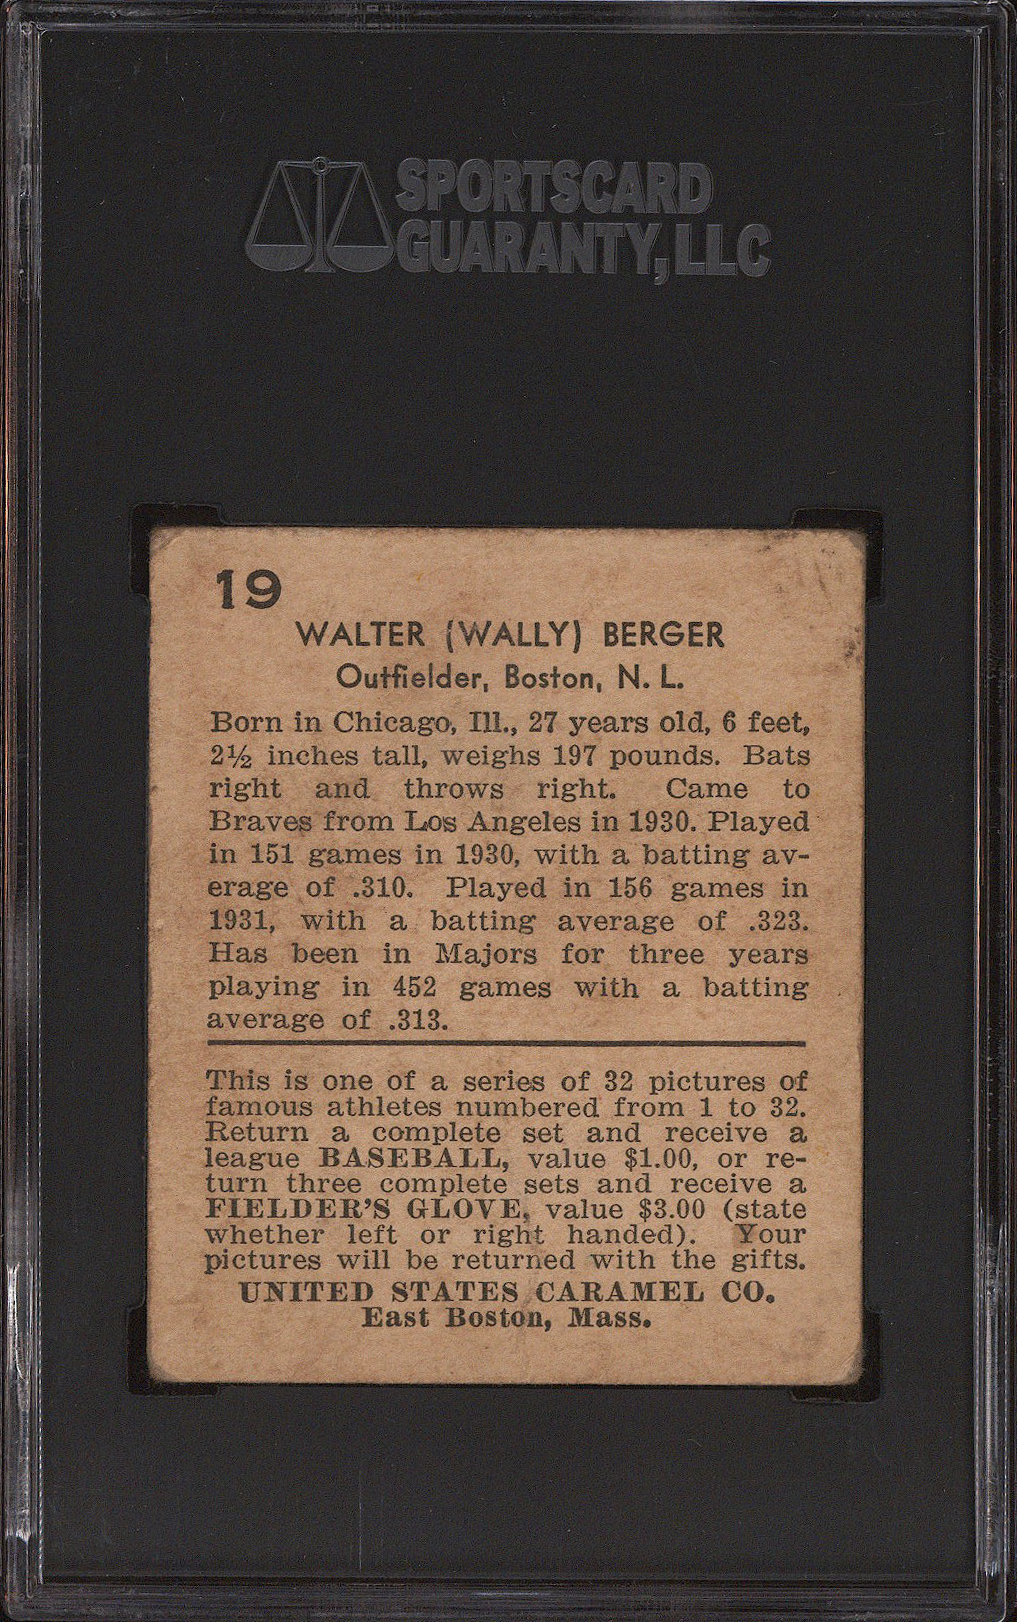 SPORTSCARD
GUARANTY, LLC
19
WALTER (WALLY) BERGER
Outfielder, Boston, N. L.
Born in Chicago, Ill., 27 years old, 6 feet,
2½ inches tall, weighs 197 pounds. Bats
right and throws right. Came to
Braves from Los Angeles in 1930. Played
in 151 games in 1930, with a batting av-
erage of .310. Played in 156 games in
1931, with a batting average of .323.
Has been in Majors for three years
playing in 452 games with a batting
average of .313.
This is one of a series of 32 pictures of
famous athletes numbered from 1 to 32.
Return a complete set and receive a
league BASEBALL, value $1.00, or re-
turn three complete sets and receive a
FIELDER'S GLOVE, value $3.00 (state
whether left or right handed). Your
pictures will be returned with the gifts.
UNITED STATES CARAMEL CO.
East Boston, Mass.